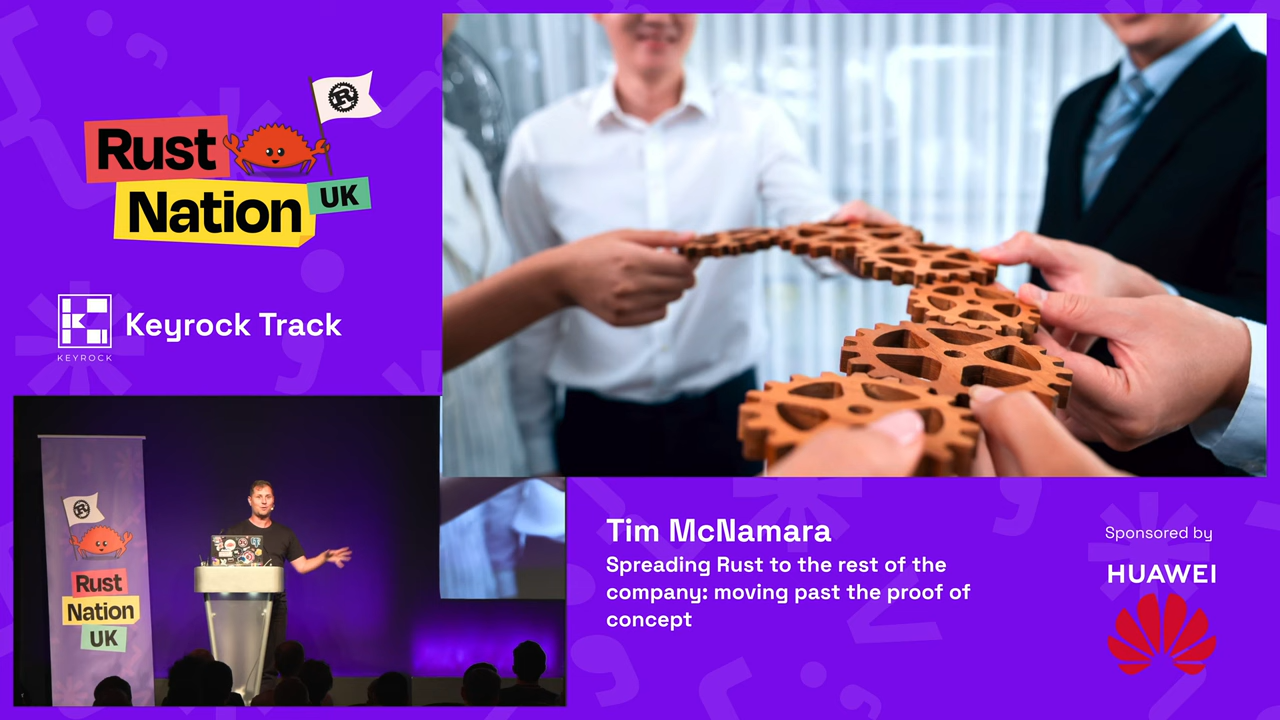 Rust
Nation
UK
KEYROCK
Keyrock Track
Rust
Nation
UK
Tim McNamara
Spreading Rust to the rest of the
company: moving past the proof of
concept
Sponsored by
HUAWEI